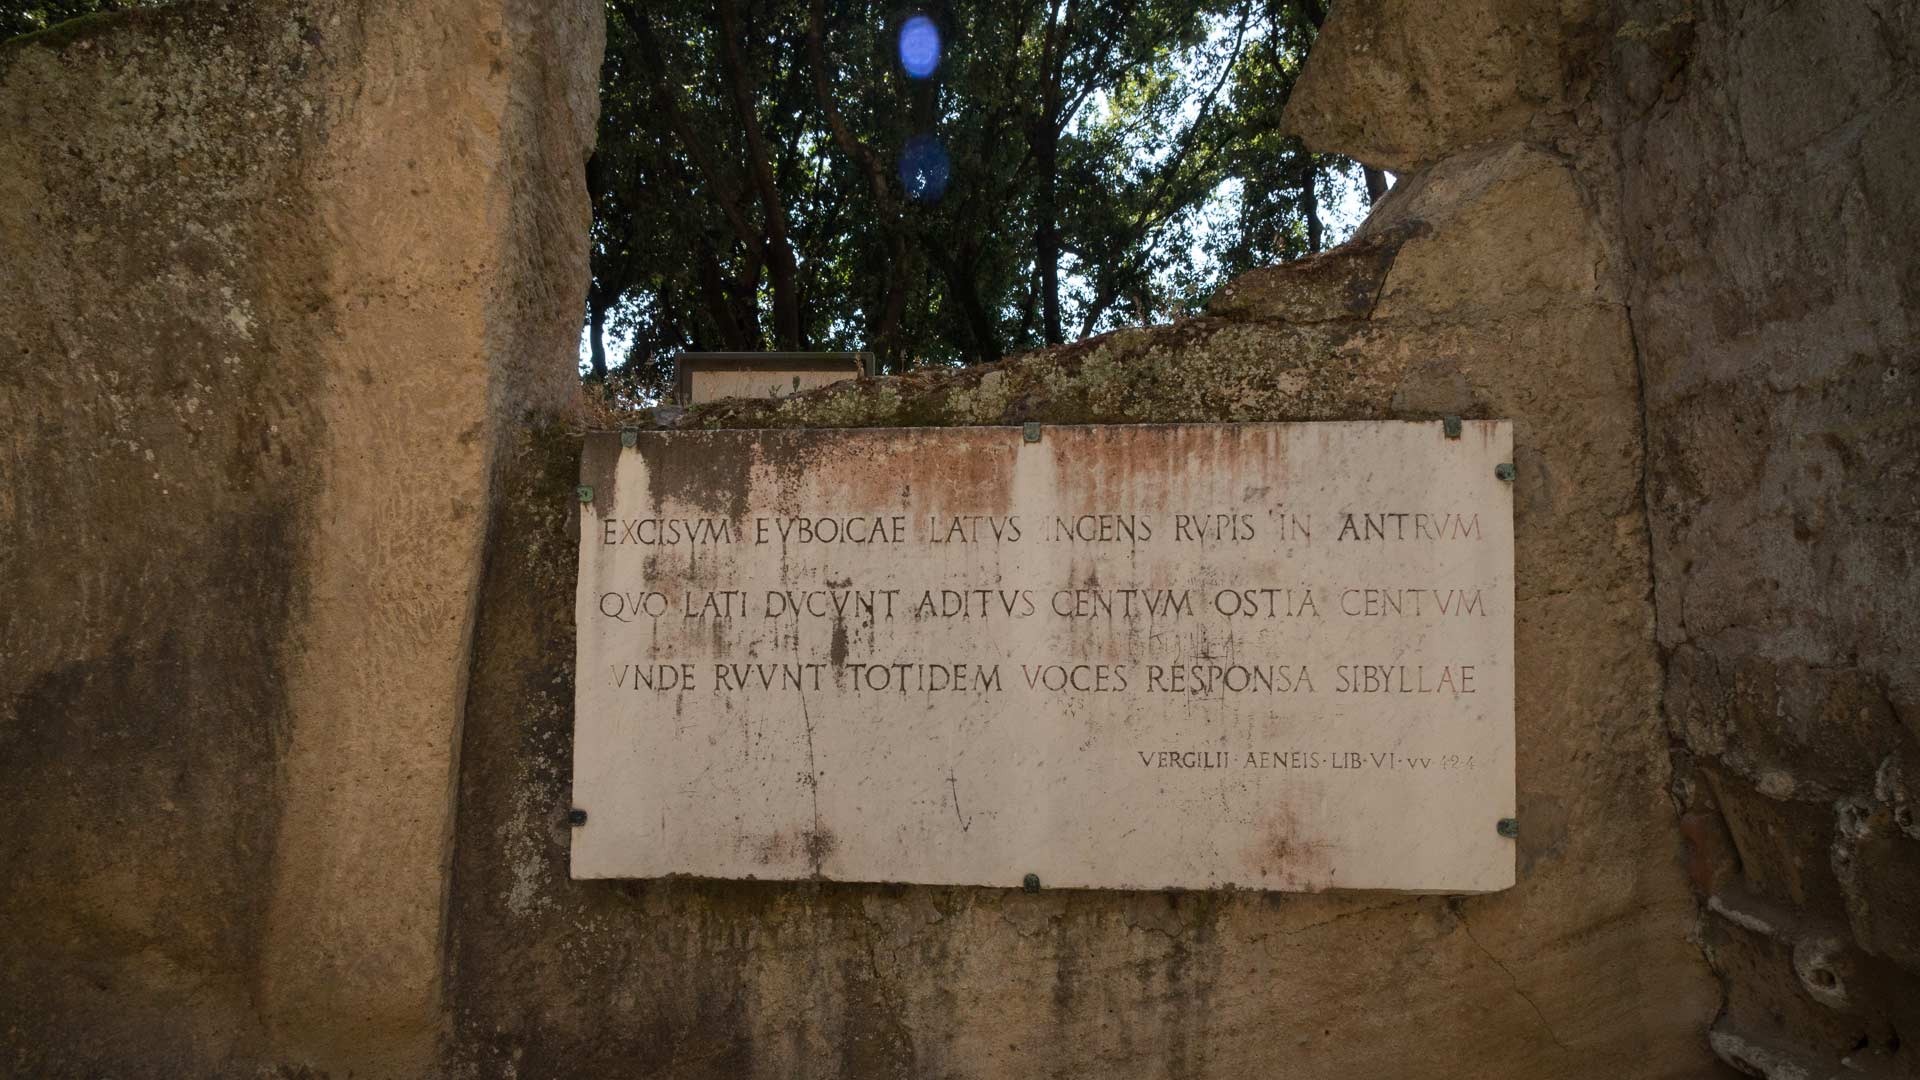 EXCISVM EVBOICAE LATVS INGENS RVPIS IN ANTRVM
QVO LATI DVCVNT ADITVS CENTVM OSTIA CENTVM
VNDE RVVNT TOTIDEM VOCES RESPONSA SIBYLLAE
VERGILII · AENEIS · LIB · VI · VV